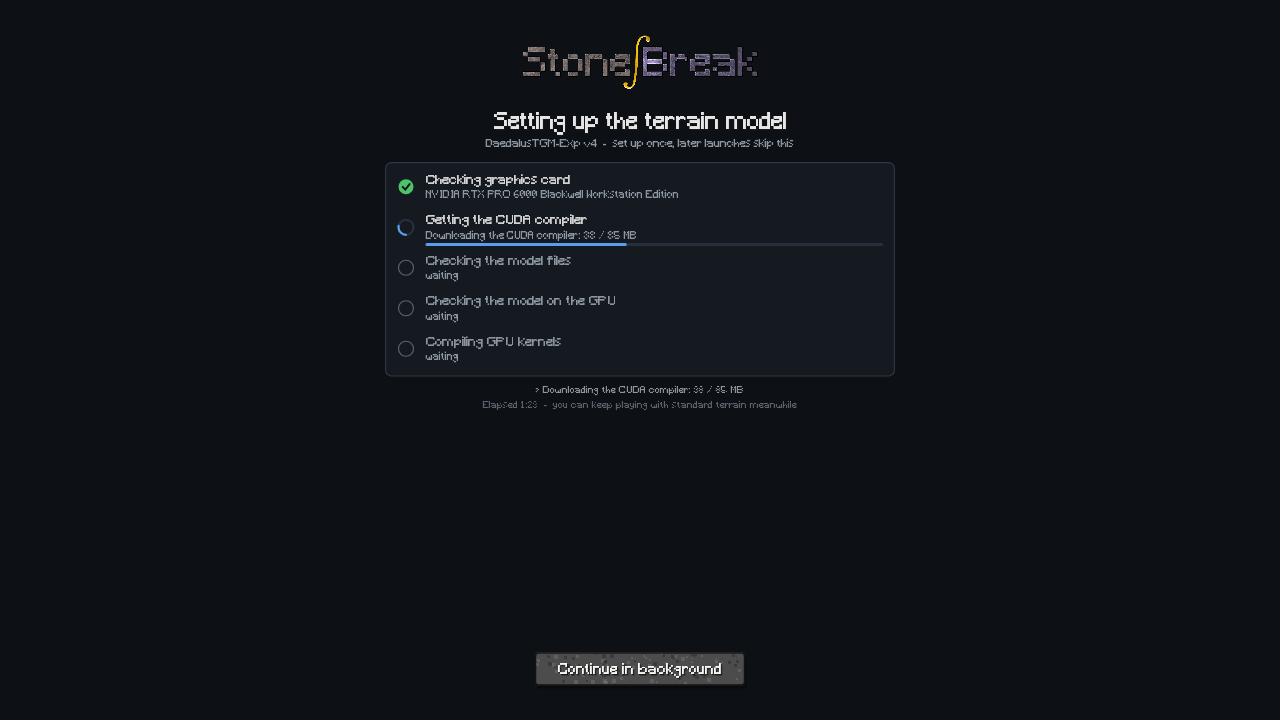 Stone∫Break
Setting up the terrain model
DaedalusTGM-Exp v4 - set up once, later launches skip this
Checking graphics card
NVIDIA RTX PRO 6000 Blackwell Workstation Edition
Getting the CUDA compiler
Downloading the CUDA compiler: 38 / 85 MB
Checking the model files
waiting
Checking the model on the GPU
waiting
Compiling GPU kernels
waiting
> Downloading the CUDA compiler: 38 / 85 MB
Elapsed 1:23 - you can keep playing with standard terrain meanwhile
Continue in background